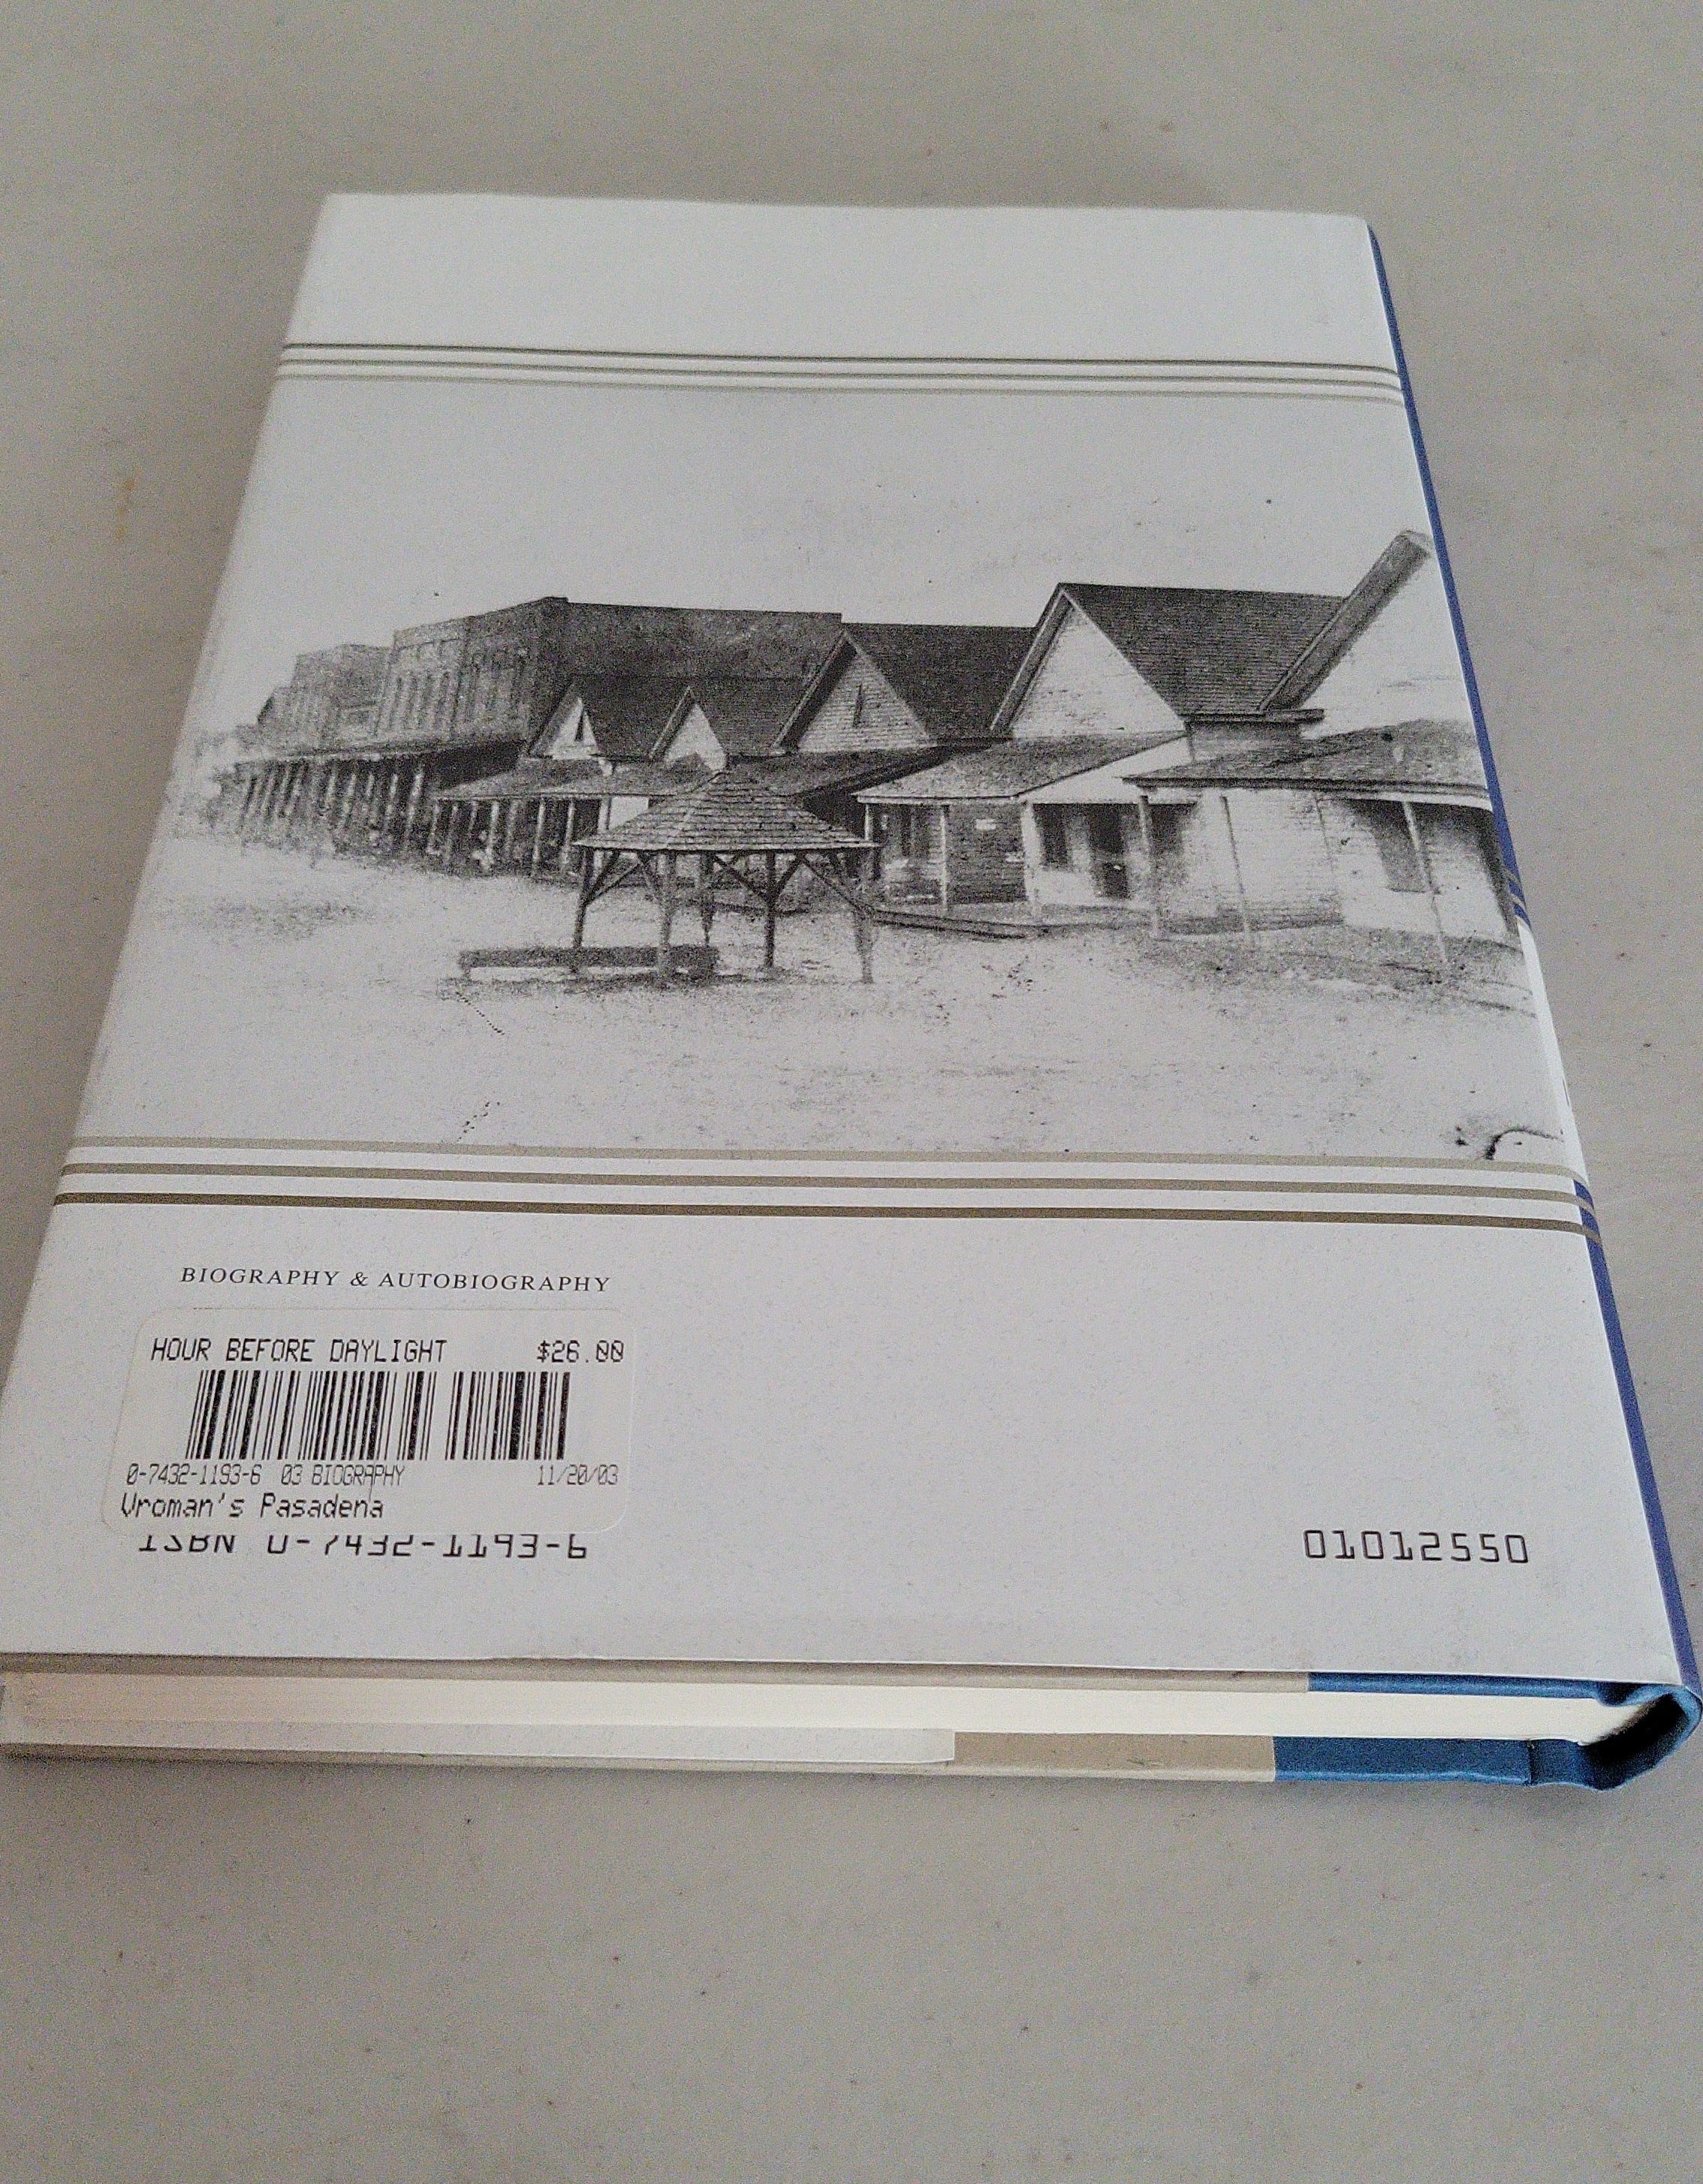 BIOGRAPHY & AUTOBIOGRAPHY
HOUR BEFORE DAYLIGHT $26.00
0-7432-1193-6 03 BIOGRAPHY 11/20/03
Vroman's Pasadena
ISBN 0-7432-1193-6
01012550